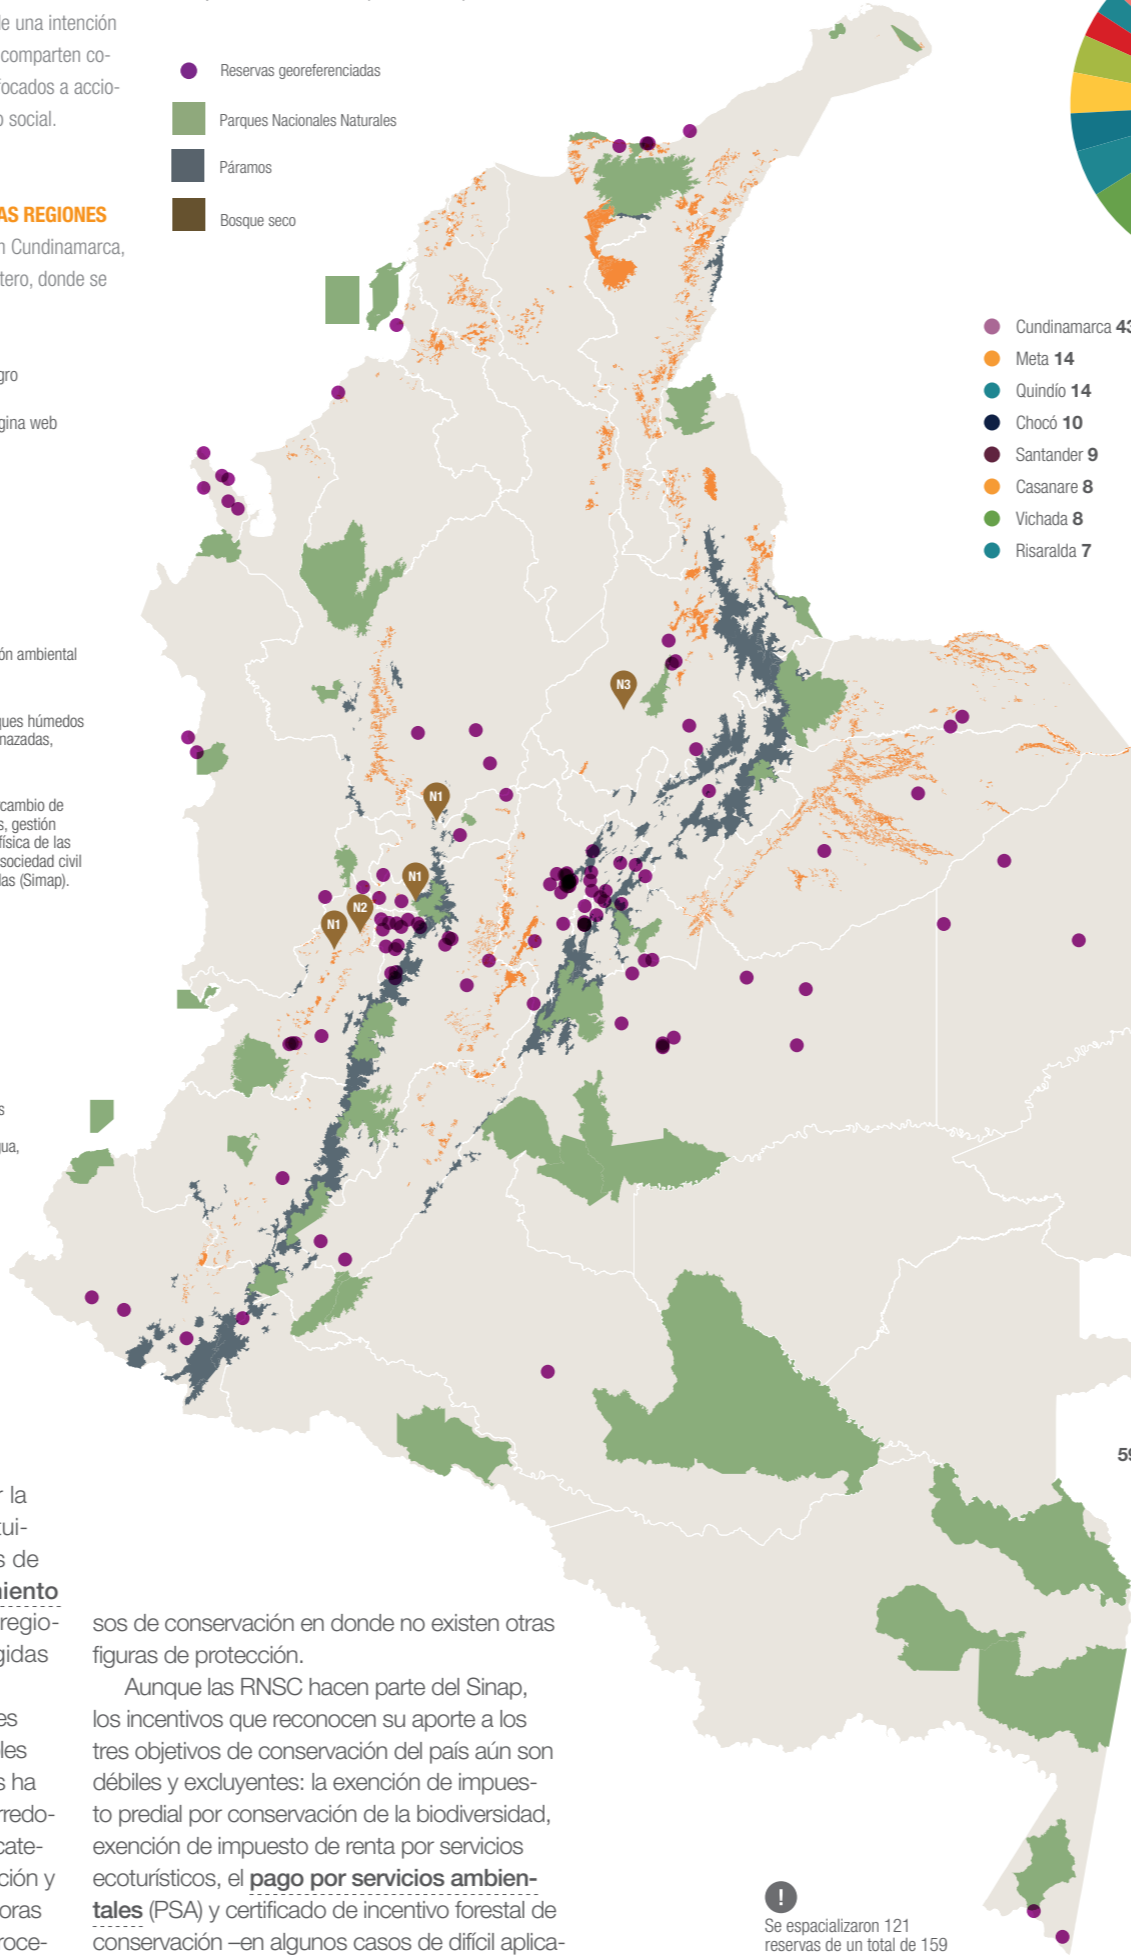 de una intención
comparten co-
focados a accio-
o social.
AS REGIONES
n Cundinamarca,
tero, donde se
gro
gina web
ón ambiental
ques húmedos
nazadas,
rcambio de
s, gestión
física de las
sociedad civil
das (Simap).
s
gua,
Reservas georeferenciadas
Parques Nacionales Naturales
Páramos
Bosque seco
Cundinamarca 43
Meta 14
Quindío 14
Chocó 10
Santander 9
Casanare 8
Vichada 8
Risaralda 7
N3
N1
N1
N2
N1
59
r la
tui-
s de
niento
regio-
gidas
es
les
s ha
rredo-
cate-
ción y
oras
roce-
sos de conservación en donde no existen otras
figuras de protección.
Aunque las RNSC hacen parte del Sinap,
los incentivos que reconocen su aporte a los
tres objetivos de conservación del país aún son
débiles y excluyentes: la exención de impues-
to predial por conservación de la biodiversidad,
exención de impuesto de renta por servicios
ecoturísticos, el pago por servicios ambien-
tales (PSA) y certificado de incentivo forestal de
conservación –en algunos casos de difícil aplica-
!
Se espacializaron 121
reservas de un total de 159